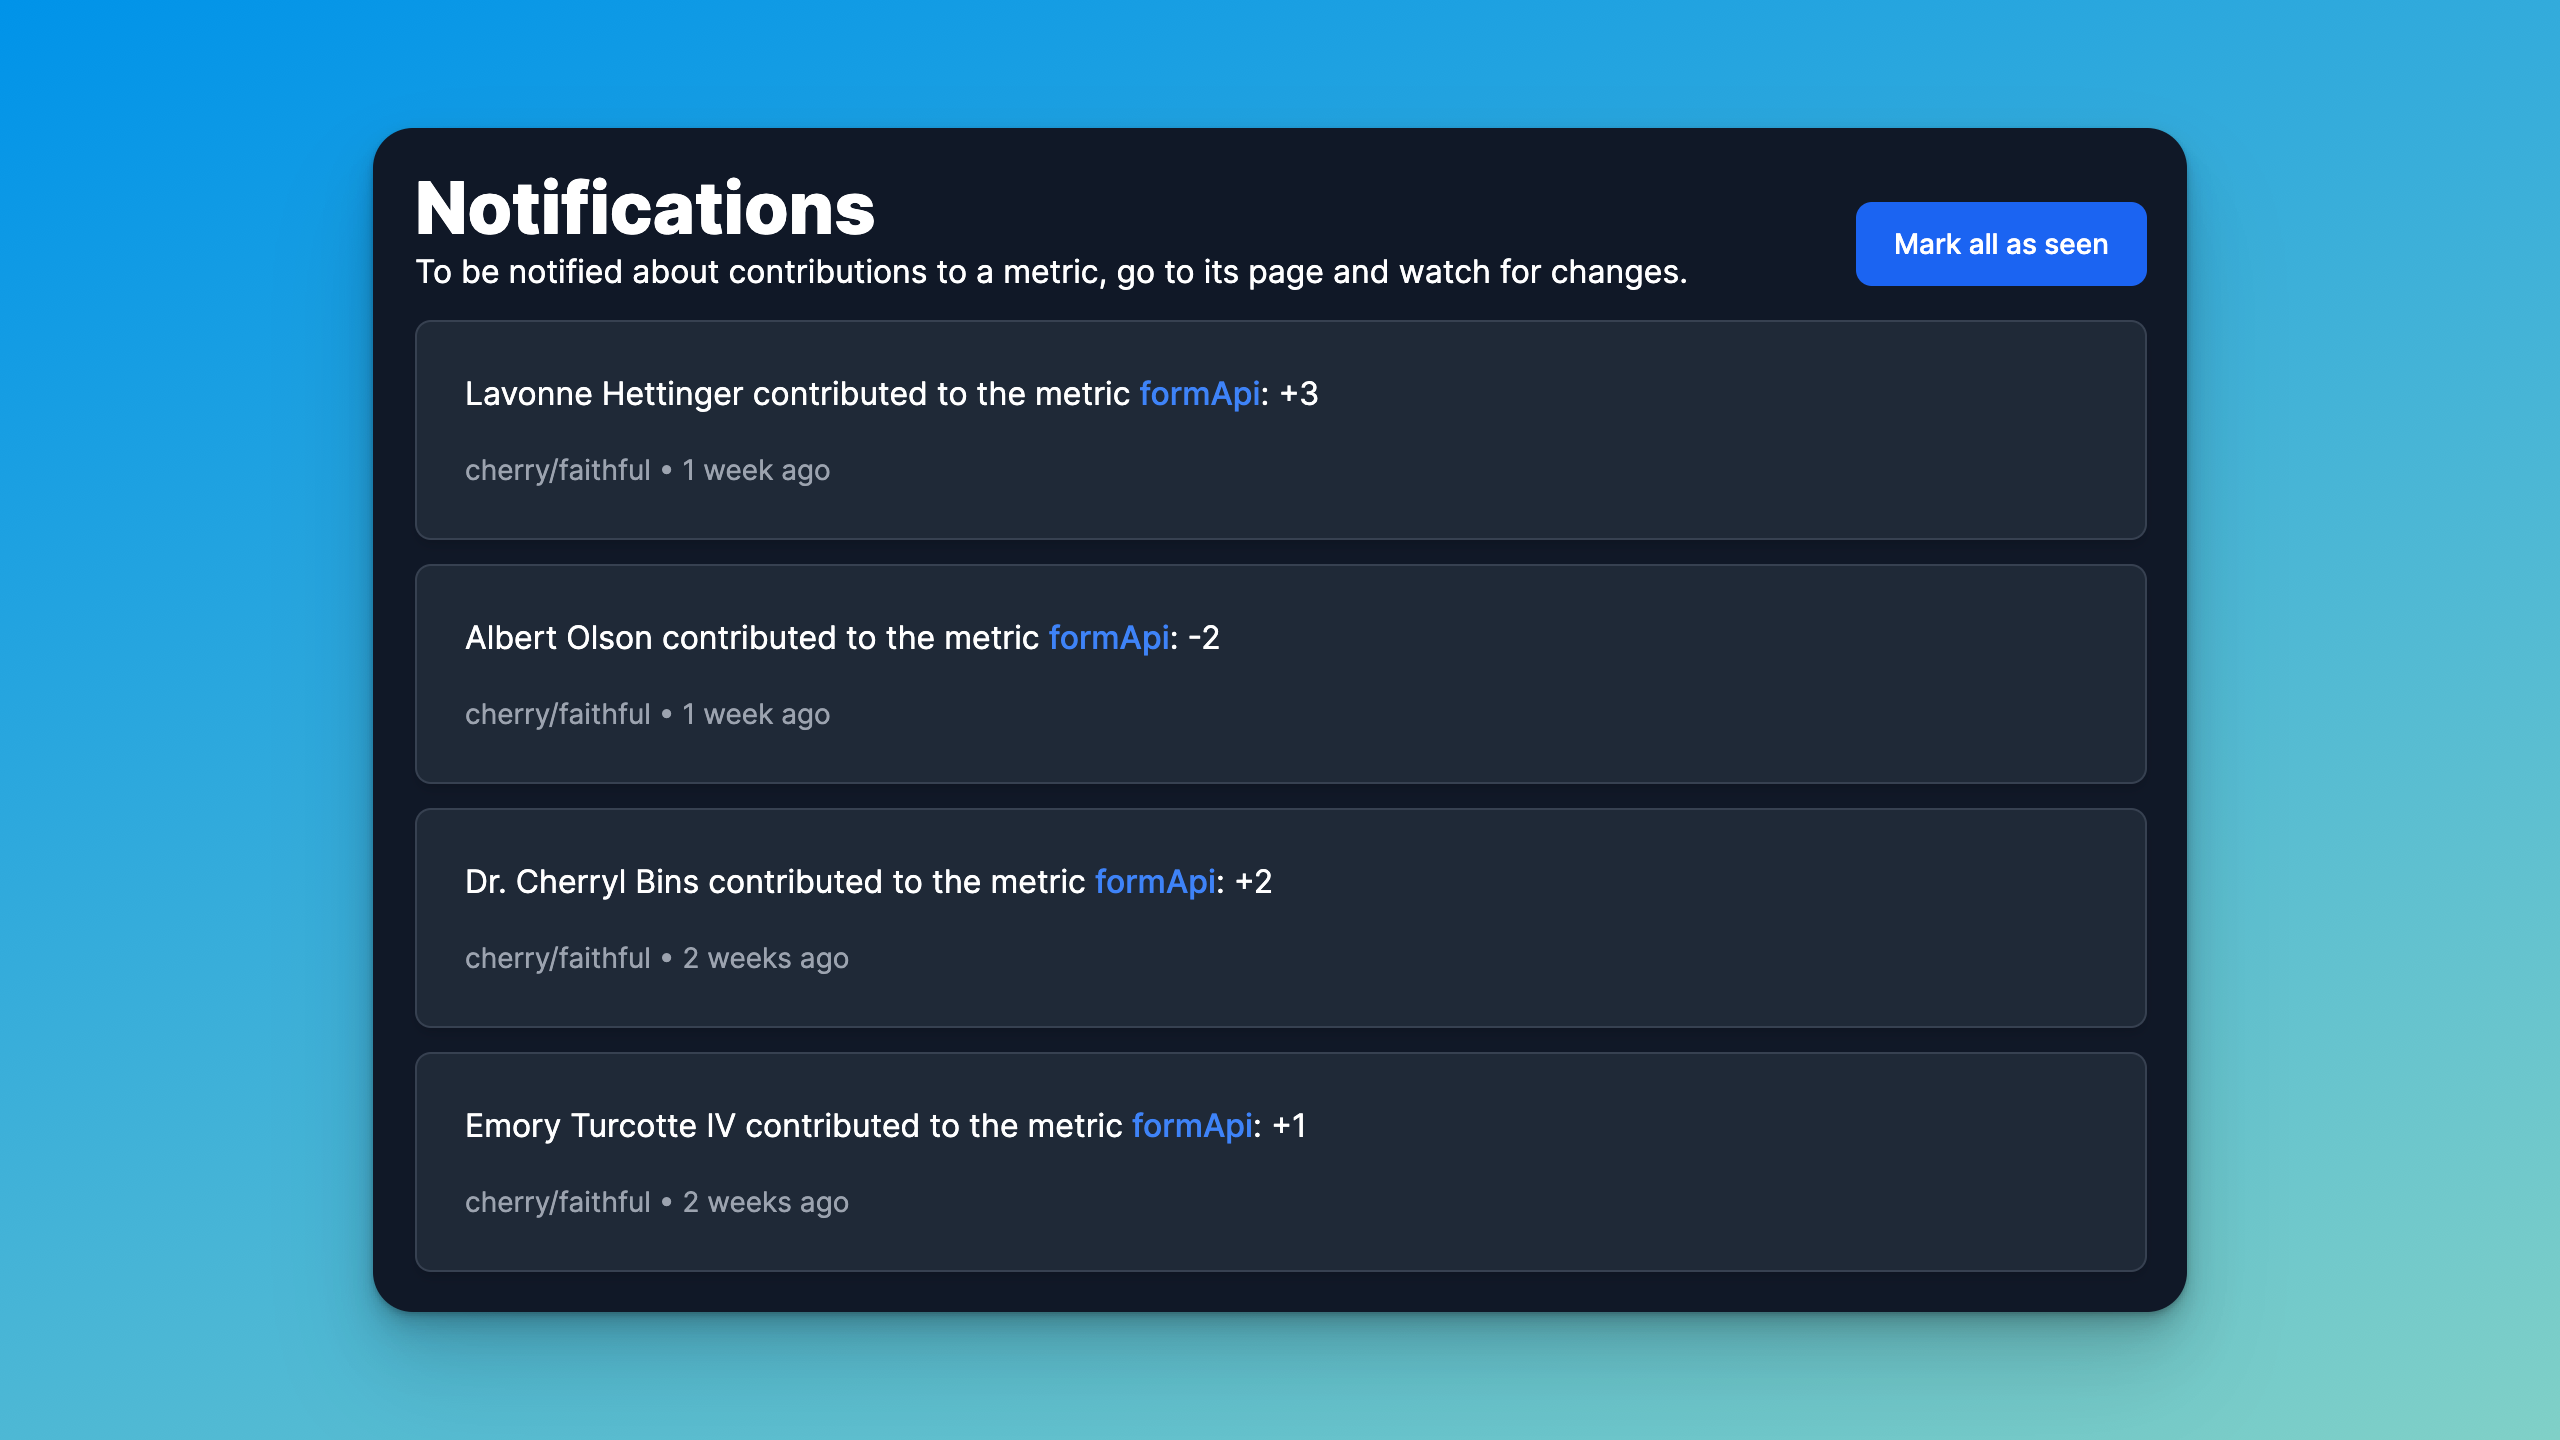 Notifications
To be notified about contributions to a metric, go to its page and watch for changes.
Mark all as seen
Lavonne Hettinger contributed to the metric formApi: +3
cherry/faithful • 1 week ago
Albert Olson contributed to the metric formApi: -2
cherry/faithful • 1 week ago
Dr. Cherryl Bins contributed to the metric formApi: +2
cherry/faithful • 2 weeks ago
Emory Turcotte IV contributed to the metric formApi: +1
cherry/faithful • 2 weeks ago